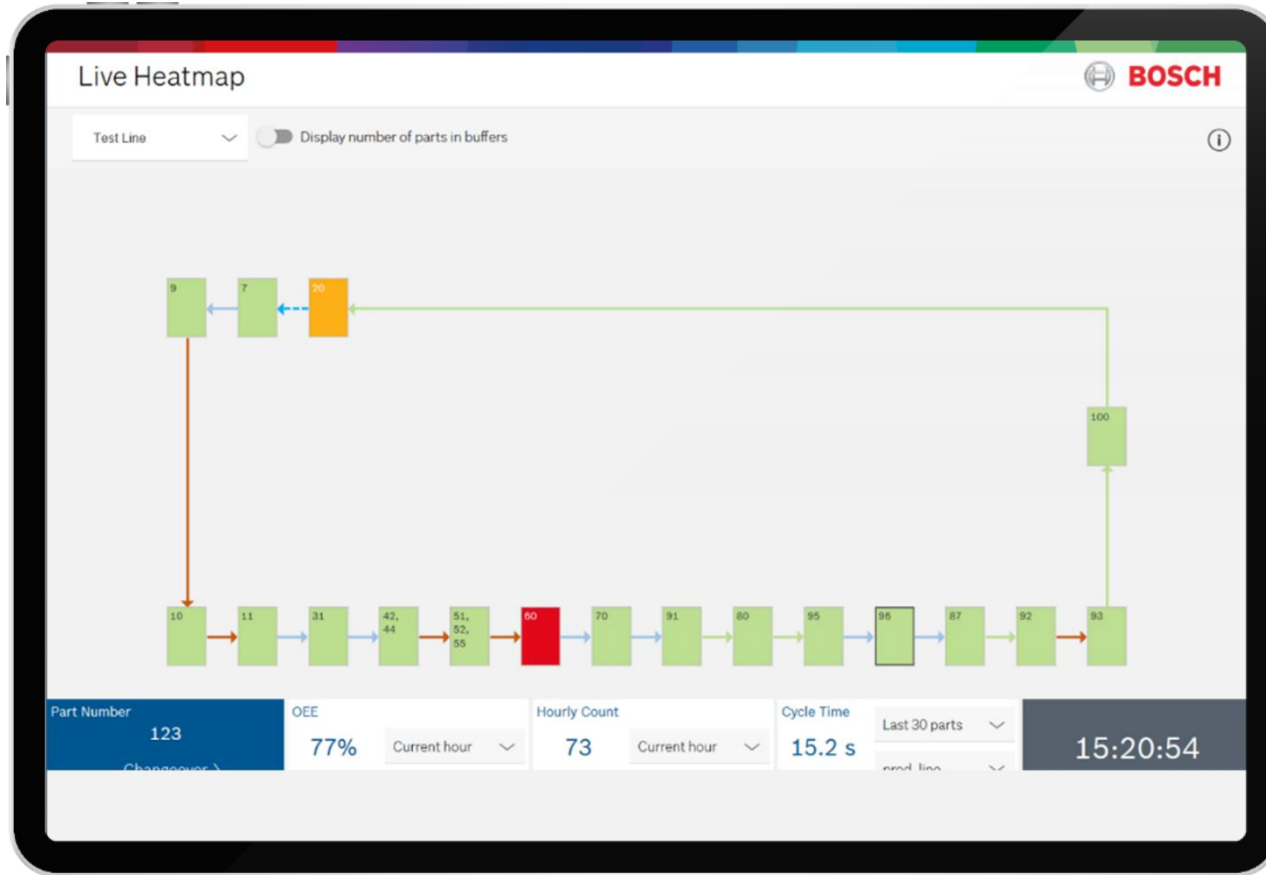 Live Heatmap
BOSCH
Test Line
Display number of parts in buffers
9
7
20
100
10
11
31
42,
44
51,
52,
55
60
70
91
80
95
96
87
92
93
Part Number
123
Changeover
OEE
77%
Current hour
Hourly Count
73
Current hour
Cycle Time
15.2 s
Last 30 parts
prod_line
15:20:54